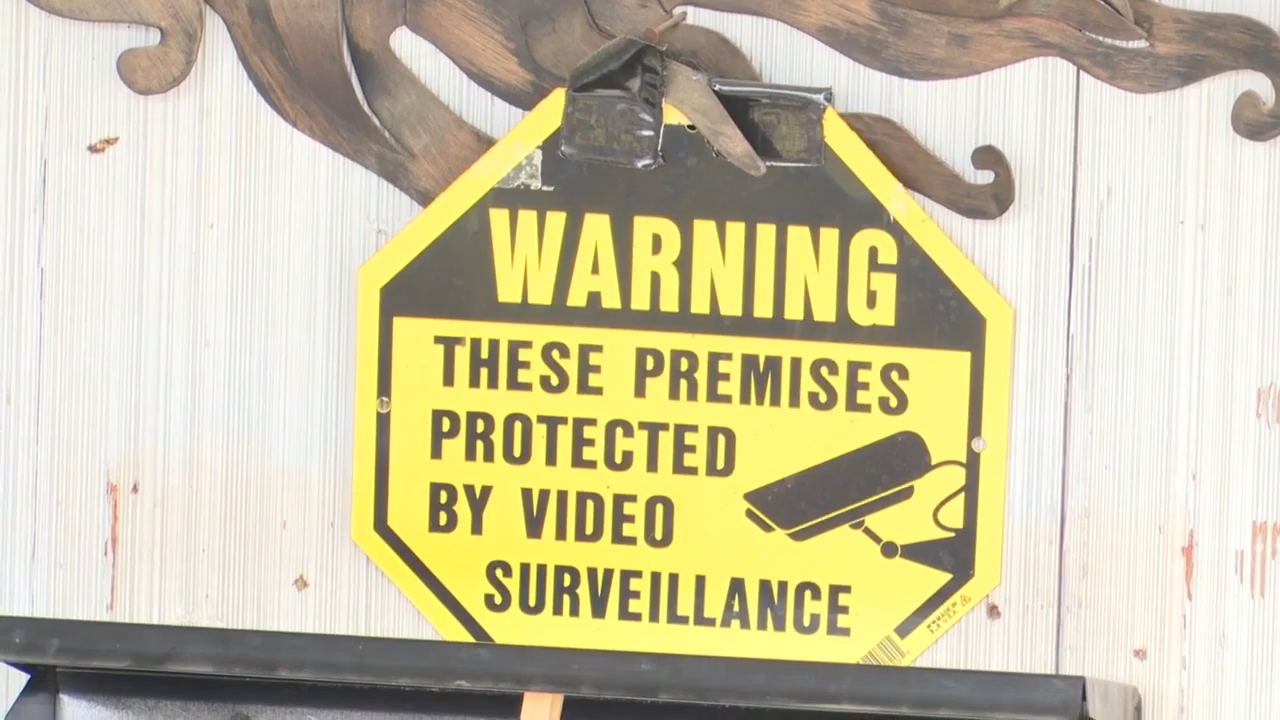 WARNING
THESE PREMISES
PROTECTED
BY VIDEO
SURVEILLANCE